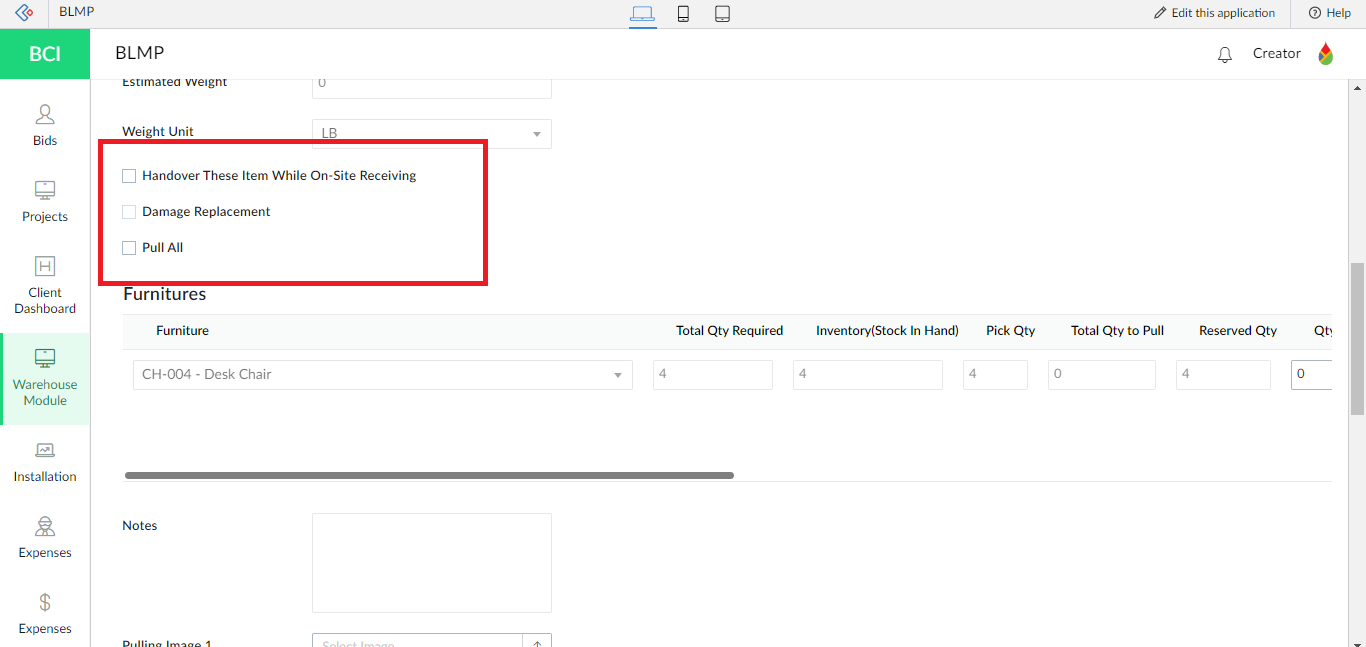 BLMP
Edit this application
Help
BCI
BLMP
Creator
Estimated Weight
0
Bids
Weight Unit
LB
Handover These Item While On-Site Receiving
Damage Replacement
Projects
Pull All
Client
Dashboard
Furnitures
Furniture
Total Qty Required
Inventory(Stock In Hand)
Pick Qty
Total Qty to Pull
Reserved Qty
Qty
CH-004 - Desk Chair
4
4
4
0
4
0
Warehouse
Module
Installation
Notes
Expenses
Expenses
Pulling Image 1
Select Image